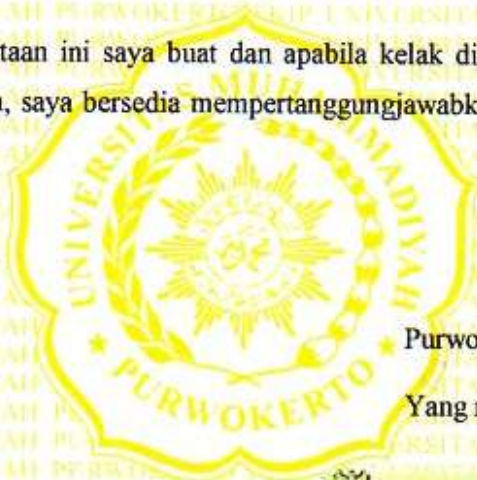 taan ini saya buat dan apabila kelak di
, saya bersedia mempertanggungjawabk
UNIVERSITAS MUHAMMADIYAH
PURWOKERTO
Purwo
Yang